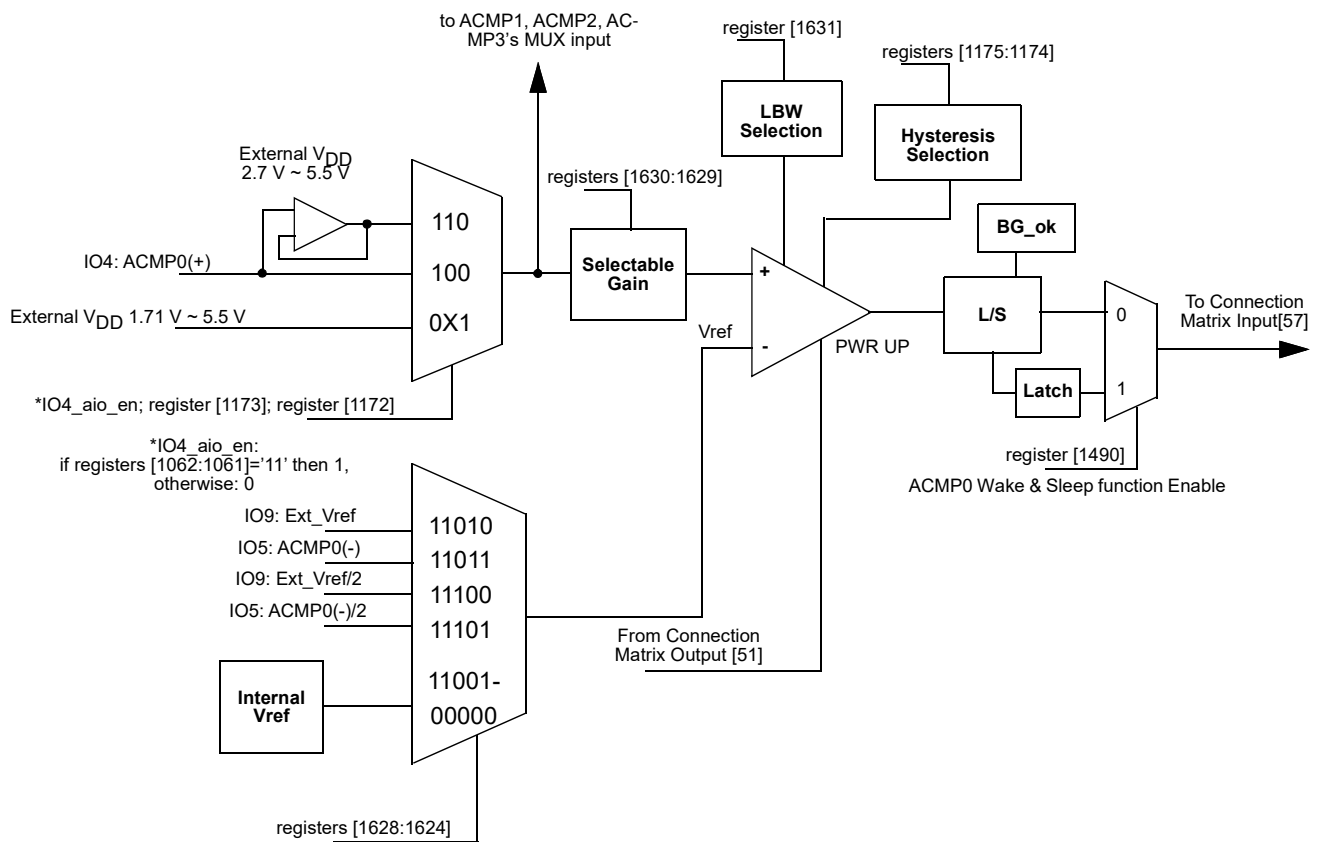 to ACMP1, ACMP2, AC-
MP3's MUX input
register [1631]
registers [1175:1174]
LBW
Selection
Hysteresis
Selection
External VDD
2.7 V ~ 5.5 V
registers [1630:1629]
110
BG_ok
IO4: ACMP0(+)
100
Selectable
Gain
+
External VDD 1.71 V ~ 5.5 V
0X1
L/S
0
To Connection
Matrix Input[57]
Vref
-
PWR UP
Latch
1
*IO4_aio_en; register [1173]; register [1172]
*IO4_aio_en:
if registers [1062:1061]='11' then 1,
otherwise: 0
register [1490]
ACMP0 Wake & Sleep function Enable
IO9: Ext_Vref
11010
IO5: ACMP0(-)
11011
IO9: Ext_Vref/2
11100
IO5: ACMP0(-)/2
11101
From Connection
Matrix Output [51]
Internal
Vref
11001-
00000
registers [1628:1624]